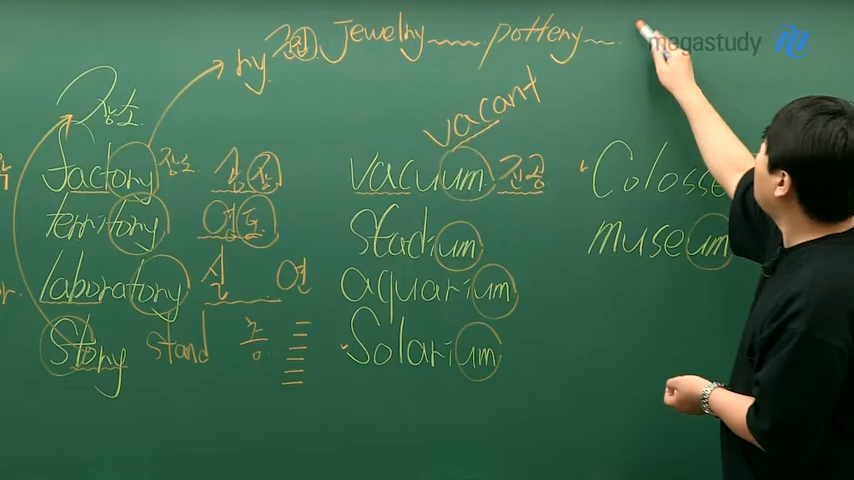 ry 집합 Jewelry pottery
megastudy
장소
factory 장소 공장
territory 영토
laboratory 실 연
Story stand 층
vacant
vacuum 진공
stadium
aquarium
Solarium
Colosse
museum